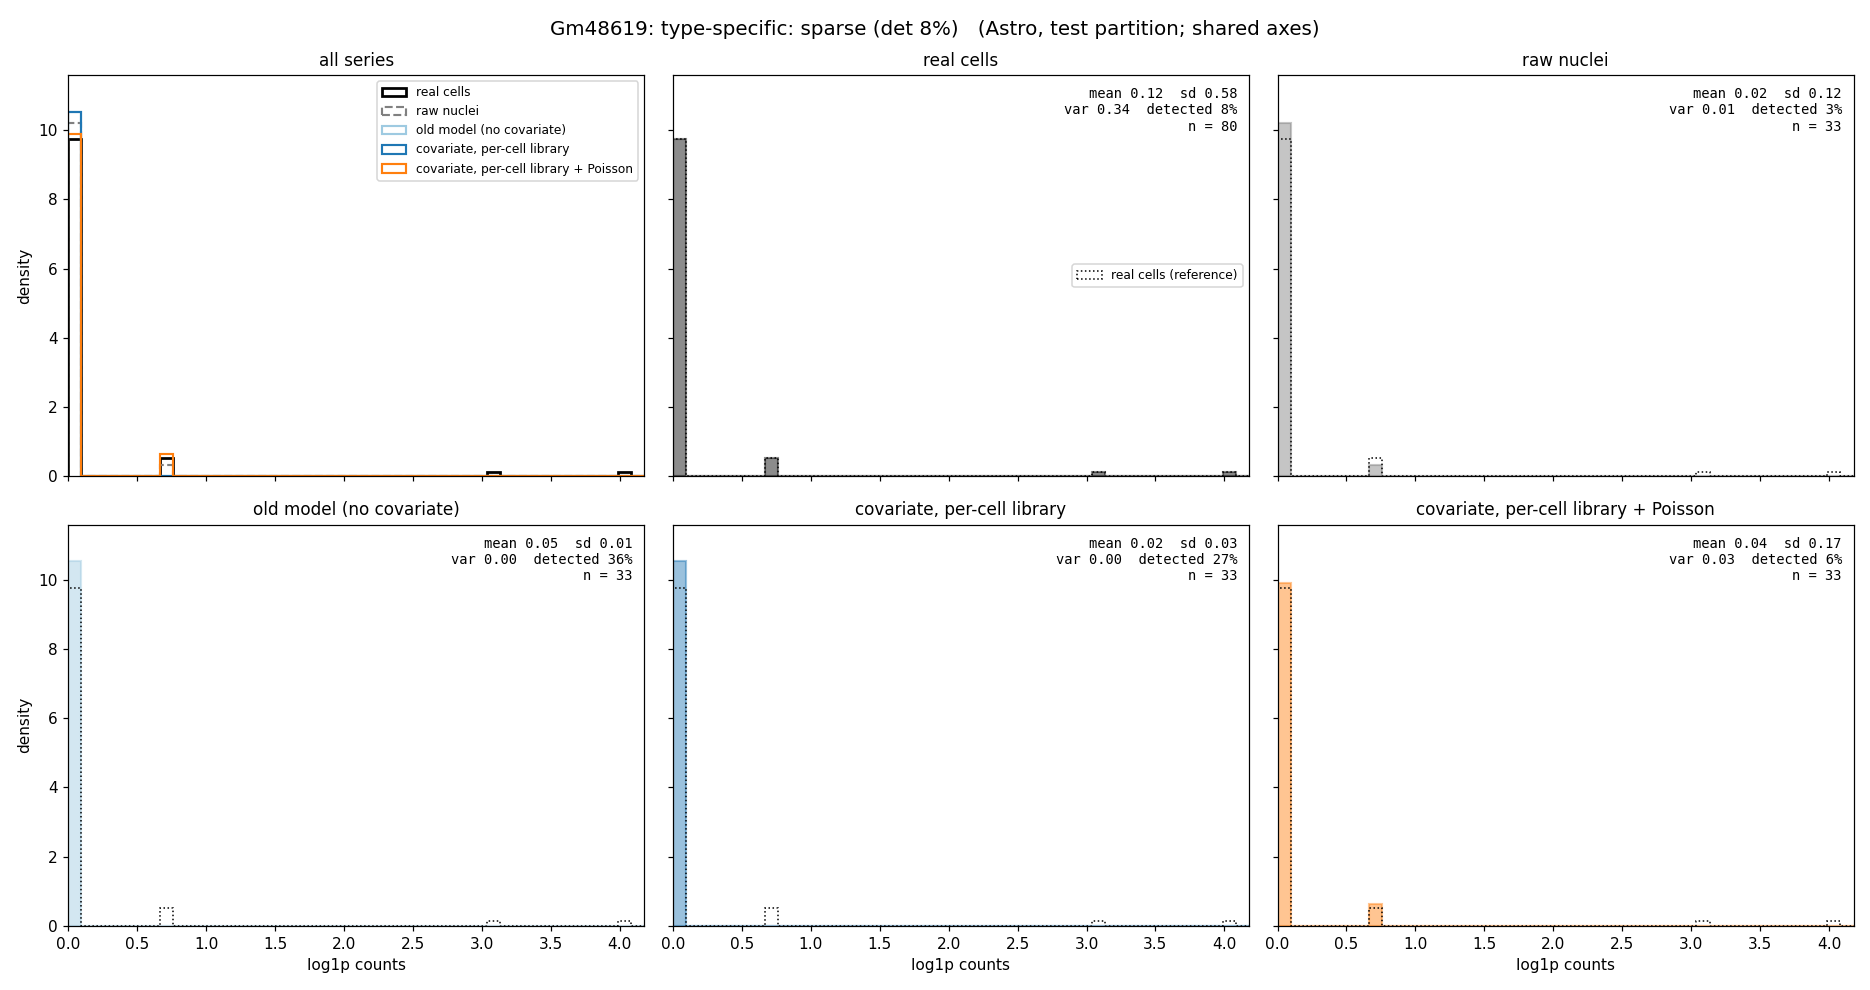 Gm48619: type-specific: sparse (det 8%)   (Astro, test partition; shared axes)
all series
real cells
raw nuclei
old model (no covariate)
covariate, per-cell library
covariate, per-cell library + Poisson
density
10
8
6
4
2
0
real cells
mean 0.12  sd 0.58
var 0.34  detected 8%
n = 80
real cells (reference)
raw nuclei
mean 0.02  sd 0.12
var 0.01  detected 3%
n = 33
old model (no covariate)
mean 0.05  sd 0.01
var 0.00  detected 36%
n = 33
density
10
8
6
4
2
0
0.0 0.5 1.0 1.5 2.0 2.5 3.0 3.5 4.0
log1p counts
covariate, per-cell library
mean 0.02  sd 0.03
var 0.00  detected 27%
n = 33
0.0 0.5 1.0 1.5 2.0 2.5 3.0 3.5 4.0
log1p counts
covariate, per-cell library + Poisson
mean 0.04  sd 0.17
var 0.03  detected 6%
n = 33
0.0 0.5 1.0 1.5 2.0 2.5 3.0 3.5 4.0
log1p counts